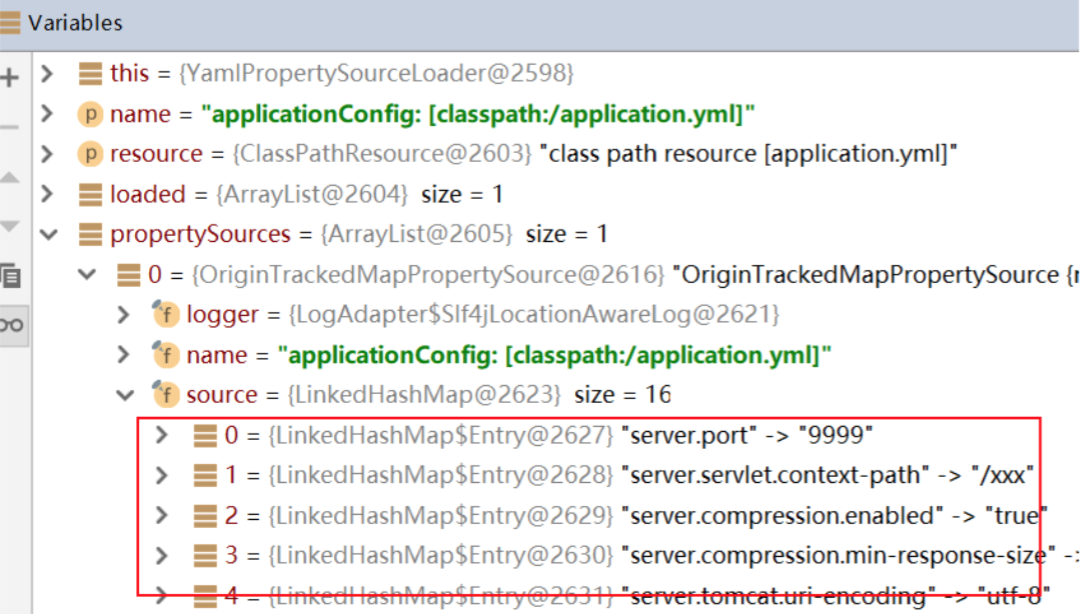 Variables
this = {YamlPropertySourceLoader@2598}
p name = "applicationConfig: [classpath:/application.yml]"
p resource = {ClassPathResource@2603} "class path resource [application.yml]"
loaded = {ArrayList@2604} size = 1
propertySources = {ArrayList@2605} size = 1
0 = {OriginTrackedMapPropertySource@2616} "OriginTrackedMapPropertySource {
f logger = {LogAdapter$Slf4jLocationAwareLog@2621}
f name = "applicationConfig: [classpath:/application.yml]"
f source = {LinkedHashMap@2623} size = 16
0 = {LinkedHashMap$Entry@2627} "server.port" -> "9999"
1 = {LinkedHashMap$Entry@2628} "server.servlet.context-path" -> "/xxx"
2 = {LinkedHashMap$Entry@2629} "server.compression.enabled" -> "true"
3 = {LinkedHashMap$Entry@2630} "server.compression.min-response-size" -
4 = {LinkedHashMap$Entry@2631} "server.tomcat.uri-encoding" -> "utf-8"